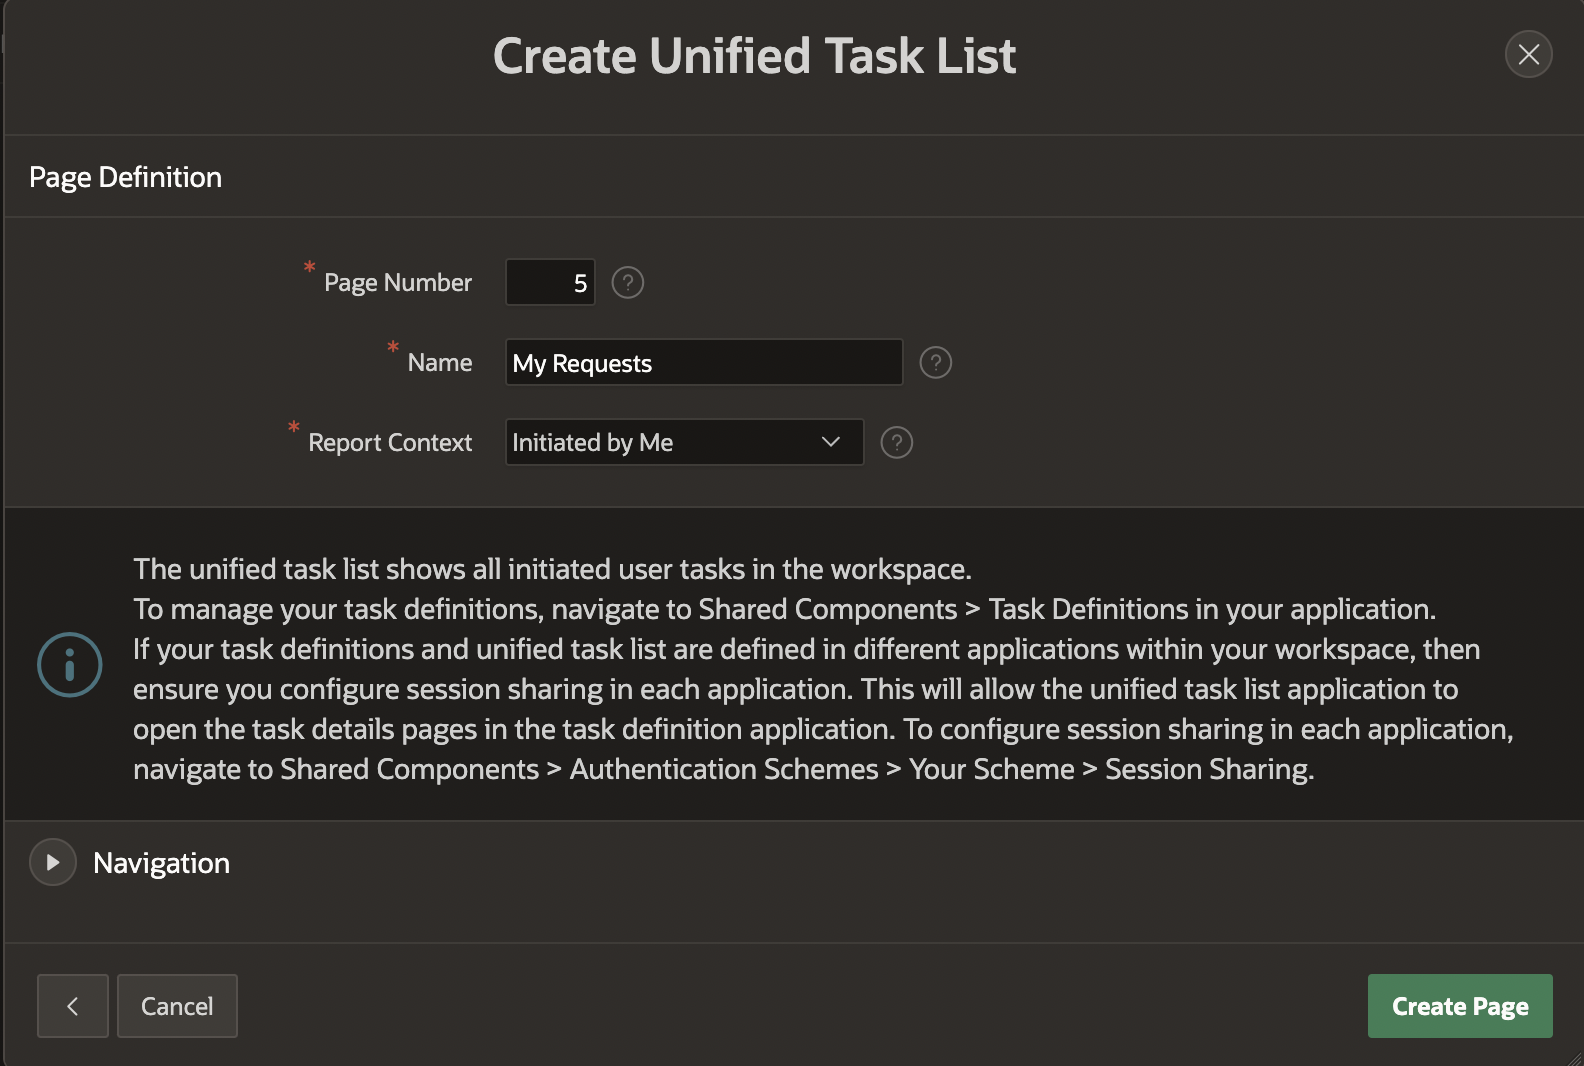 Create Unified Task List
Page Definition
* Page Number 5 ?
* Name My Requests ?
* Report Context Initiated by Me ?
The unified task list shows all initiated user tasks in the workspace.
To manage your task definitions, navigate to Shared Components > Task Definitions in your application.
If your task definitions and unified task list are defined in different applications within your workspace, then
ensure you configure session sharing in each application. This will allow the unified task list application to
open the task details pages in the task definition application. To configure session sharing in each application,
navigate to Shared Components > Authentication Schemes > Your Scheme > Session Sharing.
Navigation
Cancel
Create Page